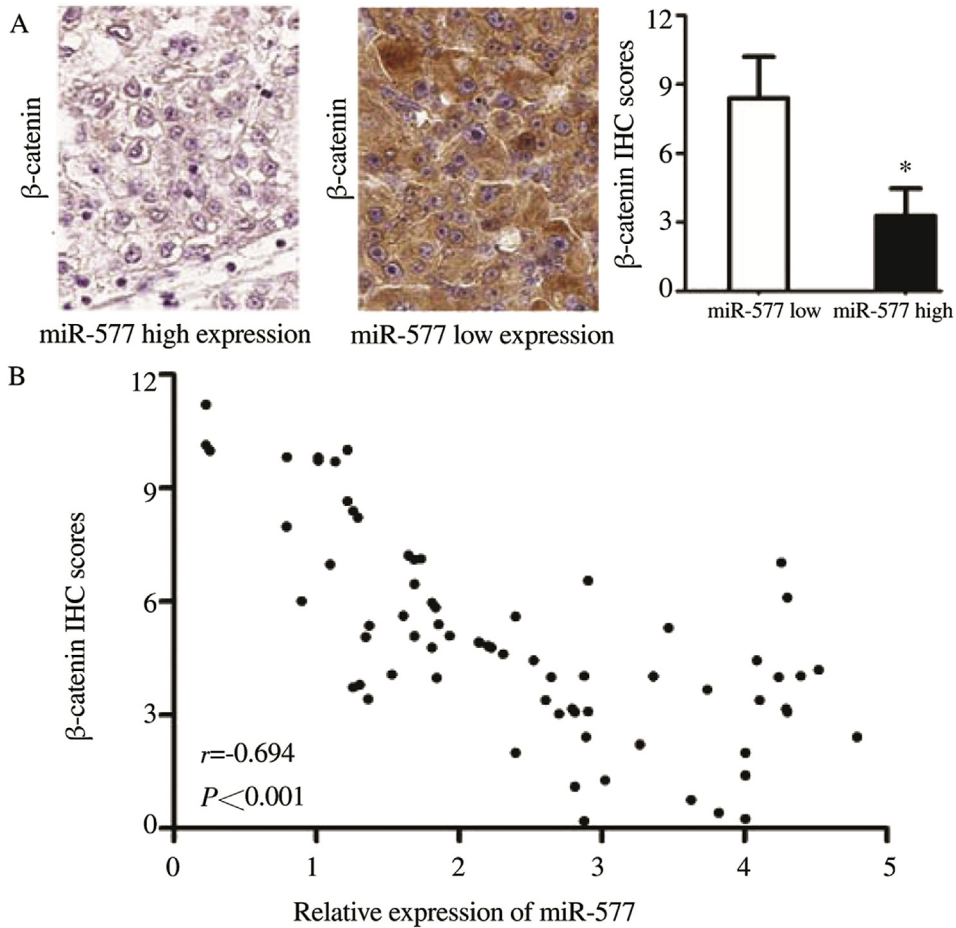 A
β-catenin
miR-577 high expression
β-catenin
miR-577 low expression
β-catenin IHC scores
12
9
6
3
0
*
miR-577 low
miR-577 high
B
β-catenin IHC scores
12
9
6
3
0
r=-0.694
P<0.001
0
1
2
3
4
5
Relative expression of miR-577